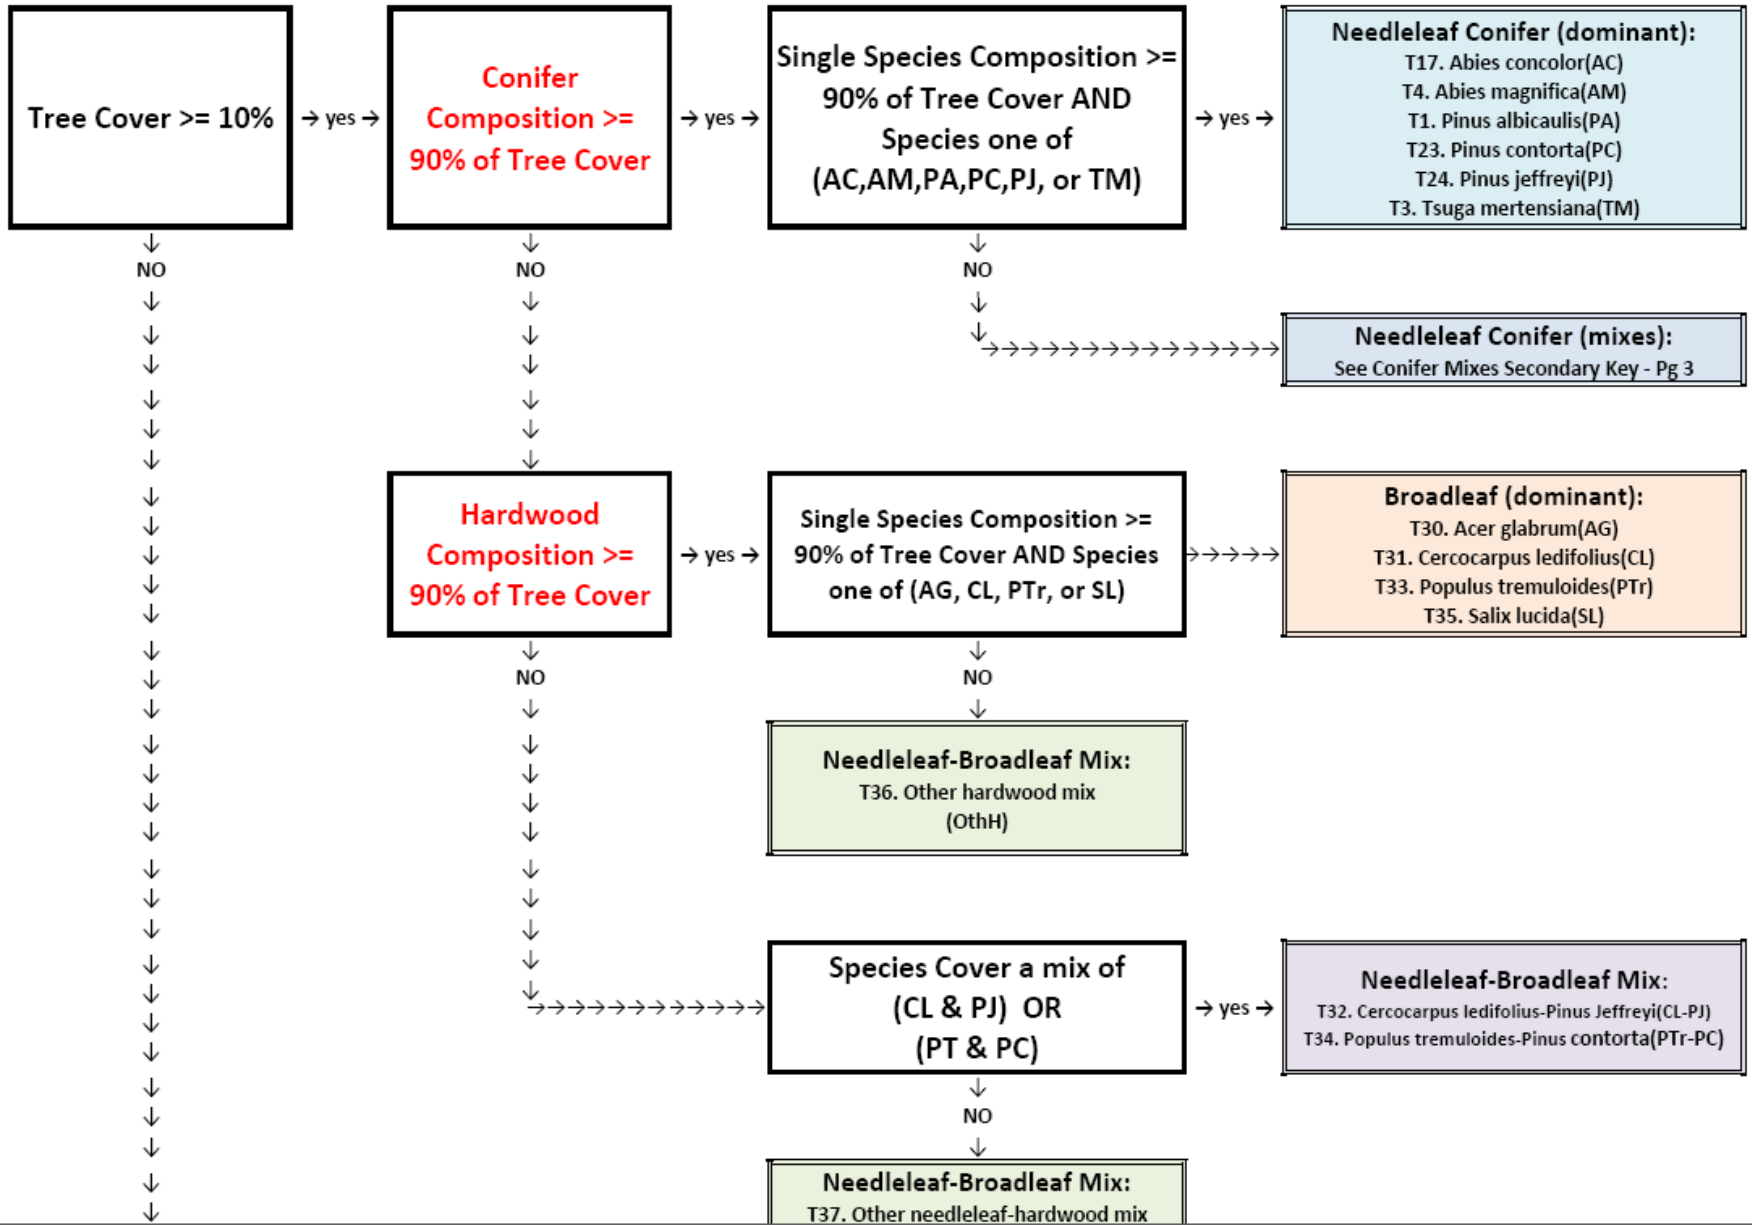 Tree Cover >= 10%
→ yes →
Conifer
Composition >=
90% of Tree Cover
→ yes →
Single Species Composition >=
90% of Tree Cover AND
Species one of
(AC,AM,PA,PC,PJ, or TM)
→ yes →
Needleleaf Conifer (dominant):
T17. Abies concolor(AC)
T4. Abies magnifica(AM)
T1. Pinus albicaulis(PA)
T23. Pinus contorta(PC)
T24. Pinus jeffreyi(PJ)
T3. Tsuga mertensiana(TM)
NO
NO
NO
Needleleaf Conifer (mixes):
See Conifer Mixes Secondary Key - Pg 3
Hardwood
Composition >=
90% of Tree Cover
→ yes →
Single Species Composition >=
90% of Tree Cover AND Species
one of (AG, CL, PTr, or SL)
Broadleaf (dominant):
T30. Acer glabrum(AG)
T31. Cercocarpus ledifolius(CL)
T33. Populus tremuloides(PTr)
T35. Salix lucida(SL)
NO
NO
Needleleaf-Broadleaf Mix:
T36. Other hardwood mix
(OthH)
Species Cover a mix of
(CL & PJ) OR
(PT & PC)
→ yes →
Needleleaf-Broadleaf Mix:
T32. Cercocarpus ledifolius-Pinus Jeffreyi(CL-PJ)
T34. Populus tremuloides-Pinus contorta(PTr-PC)
NO
Needleleaf-Broadleaf Mix:
T37. Other needleleaf-hardwood mix